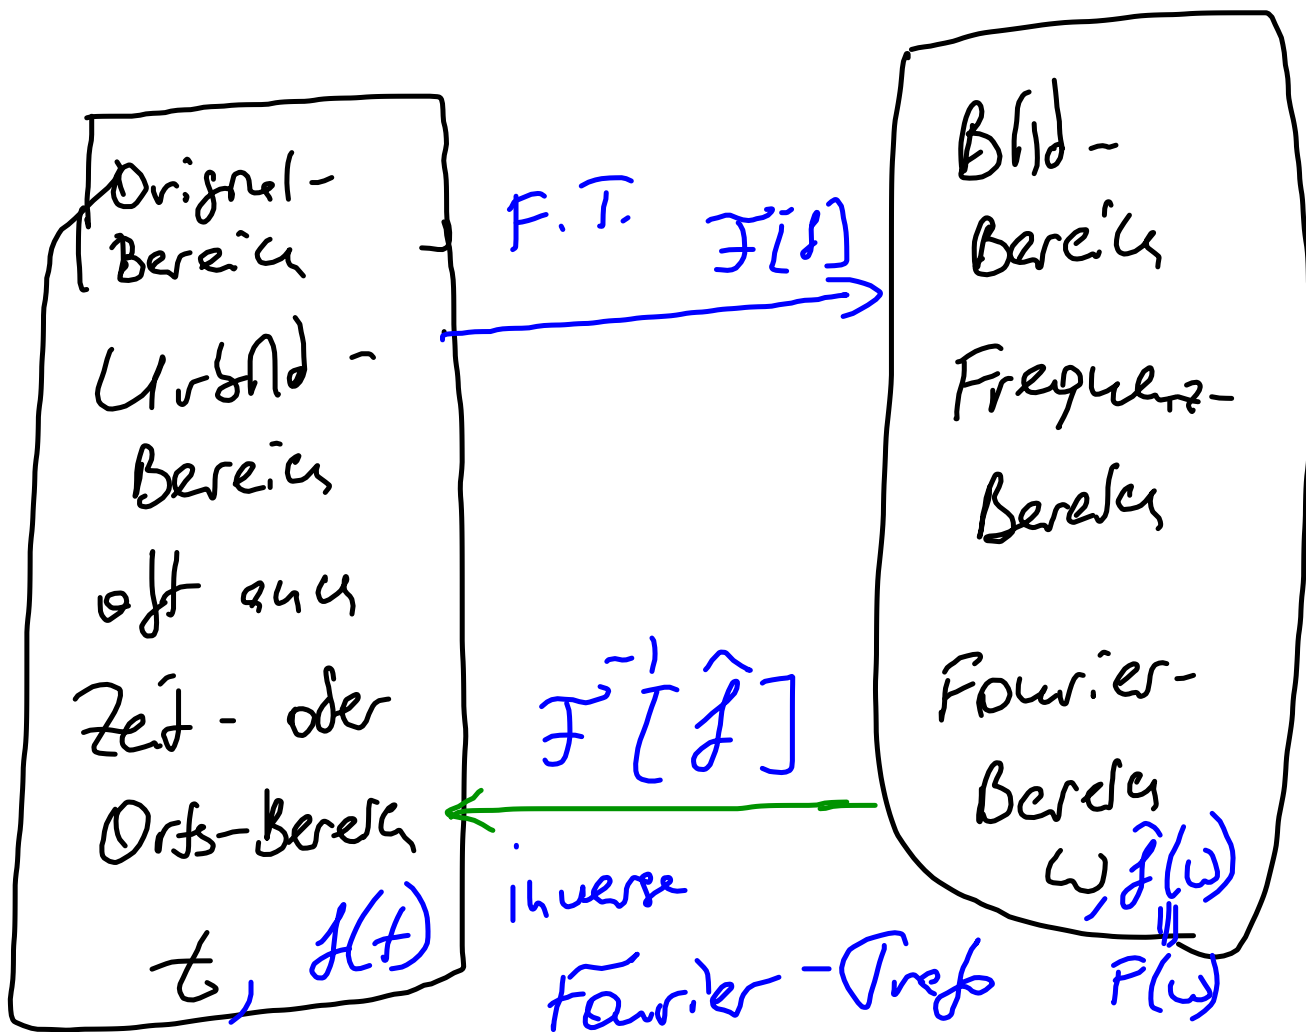 Original-
Bereich
Urbild-
Bereich
oft auch
Zeit- oder
Orts-Bereich
t, f(t)
F.T. F[f]
F⁻¹[f̂]
inverse
Fourier-Trafo
Bild-
Bereich
Frequenz-
Bereich
Fourier-
Bereich
ω, f̂(ω)
=
F(ω)